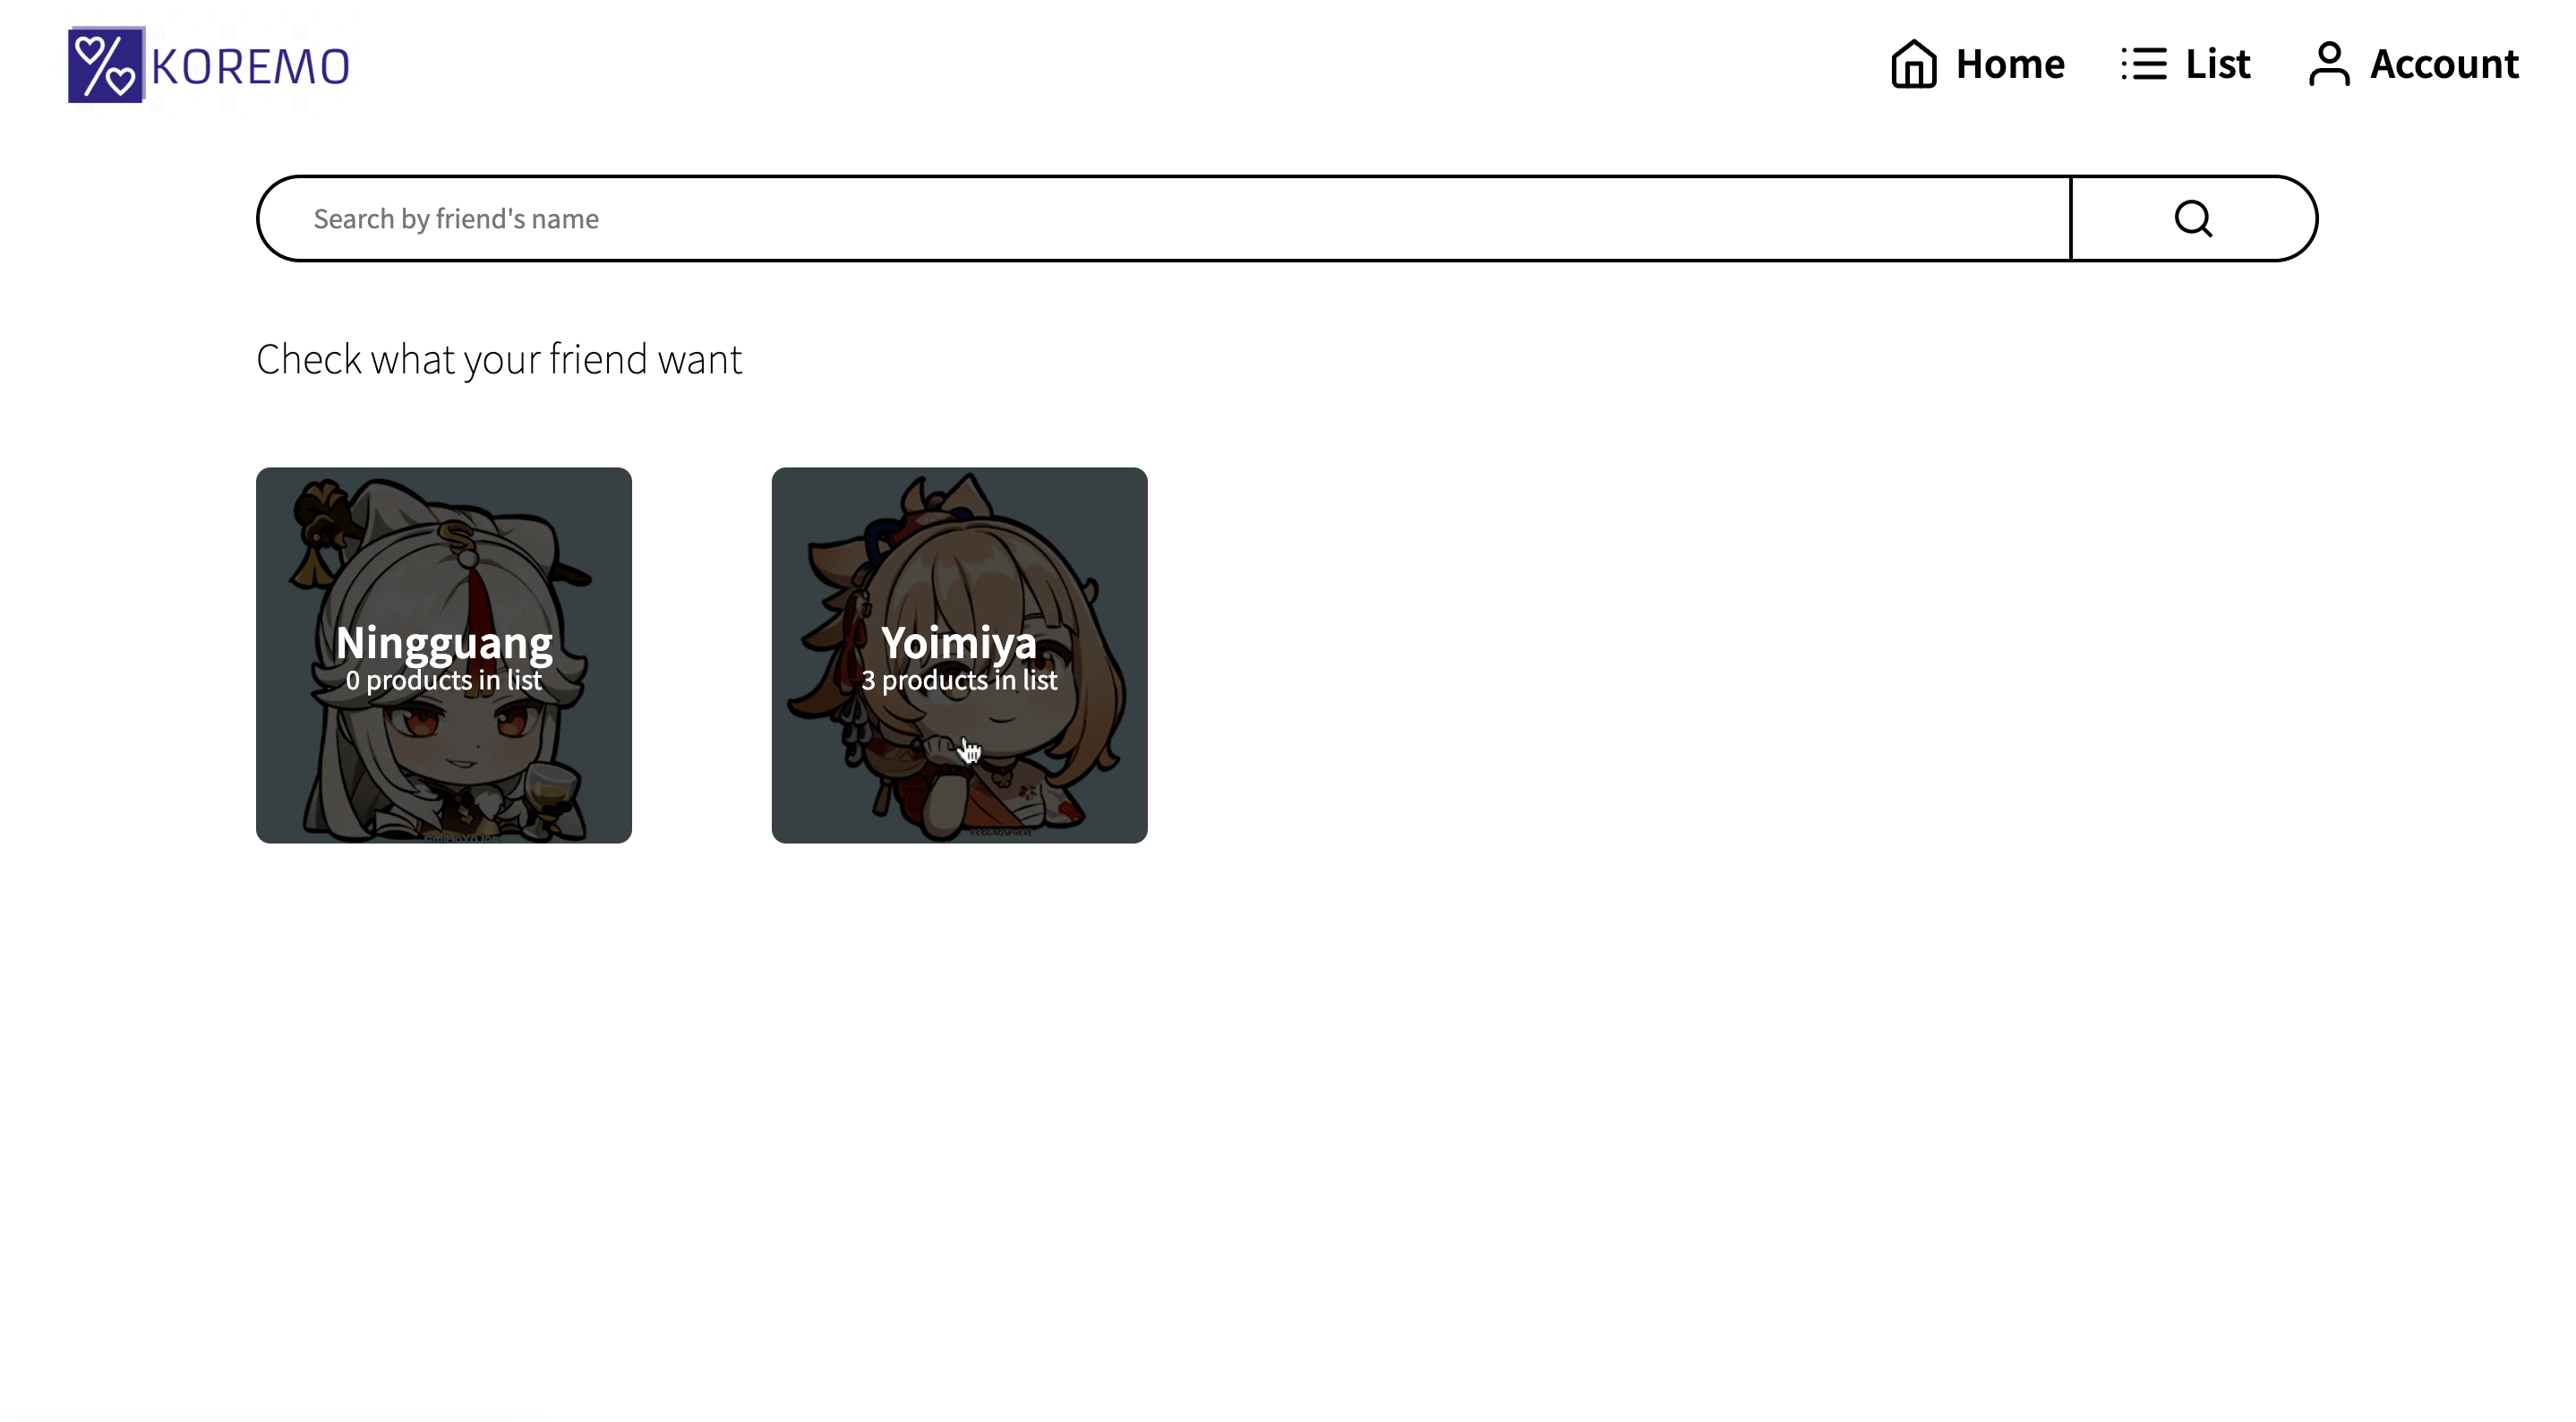 KOREMO
Home
List
Account
Search by friend's name
Check what your friend want
Ningguang
0 products in list
Yoimiya
3 products in list
©COGNOSPHERE